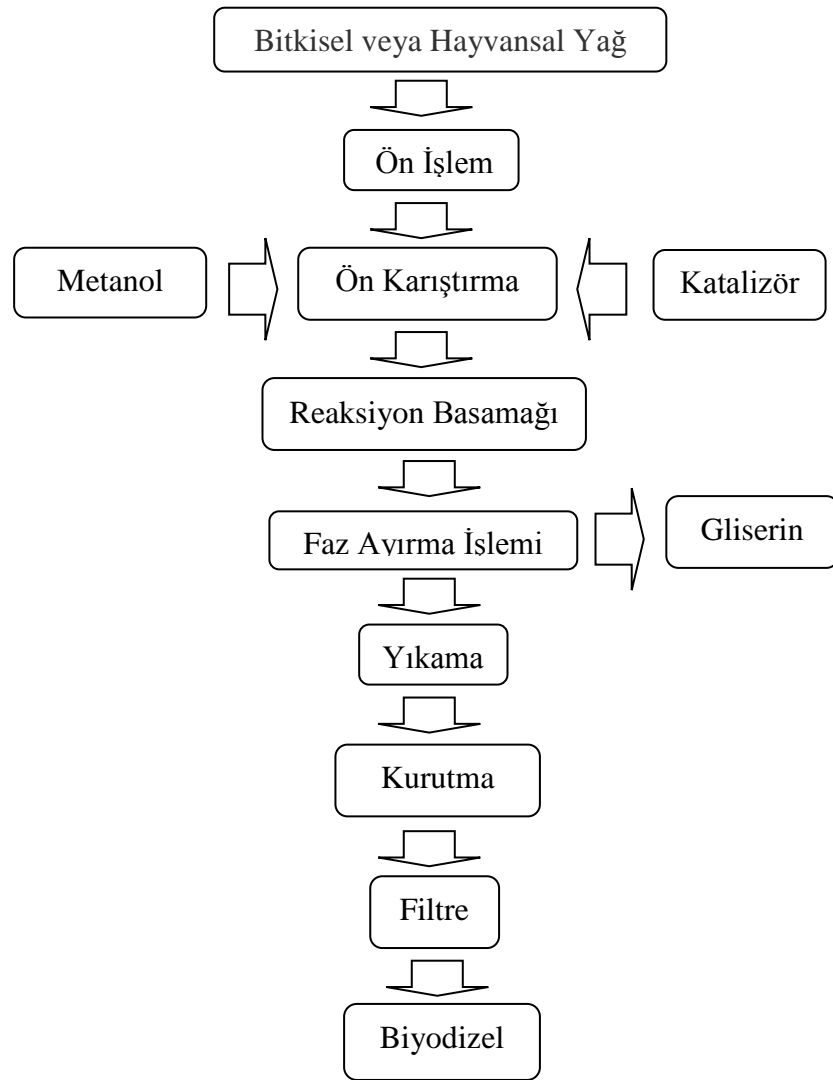 Bitkisel veya Hayvansal Yağ
Ön İşlem
Metanol
Ön Karıştırma
Katalizör
Reaksiyon Basamağı
Faz Ayırma İşlemi
Gliserin
Yıkama
Kurutma
Filtre
Biyodizel